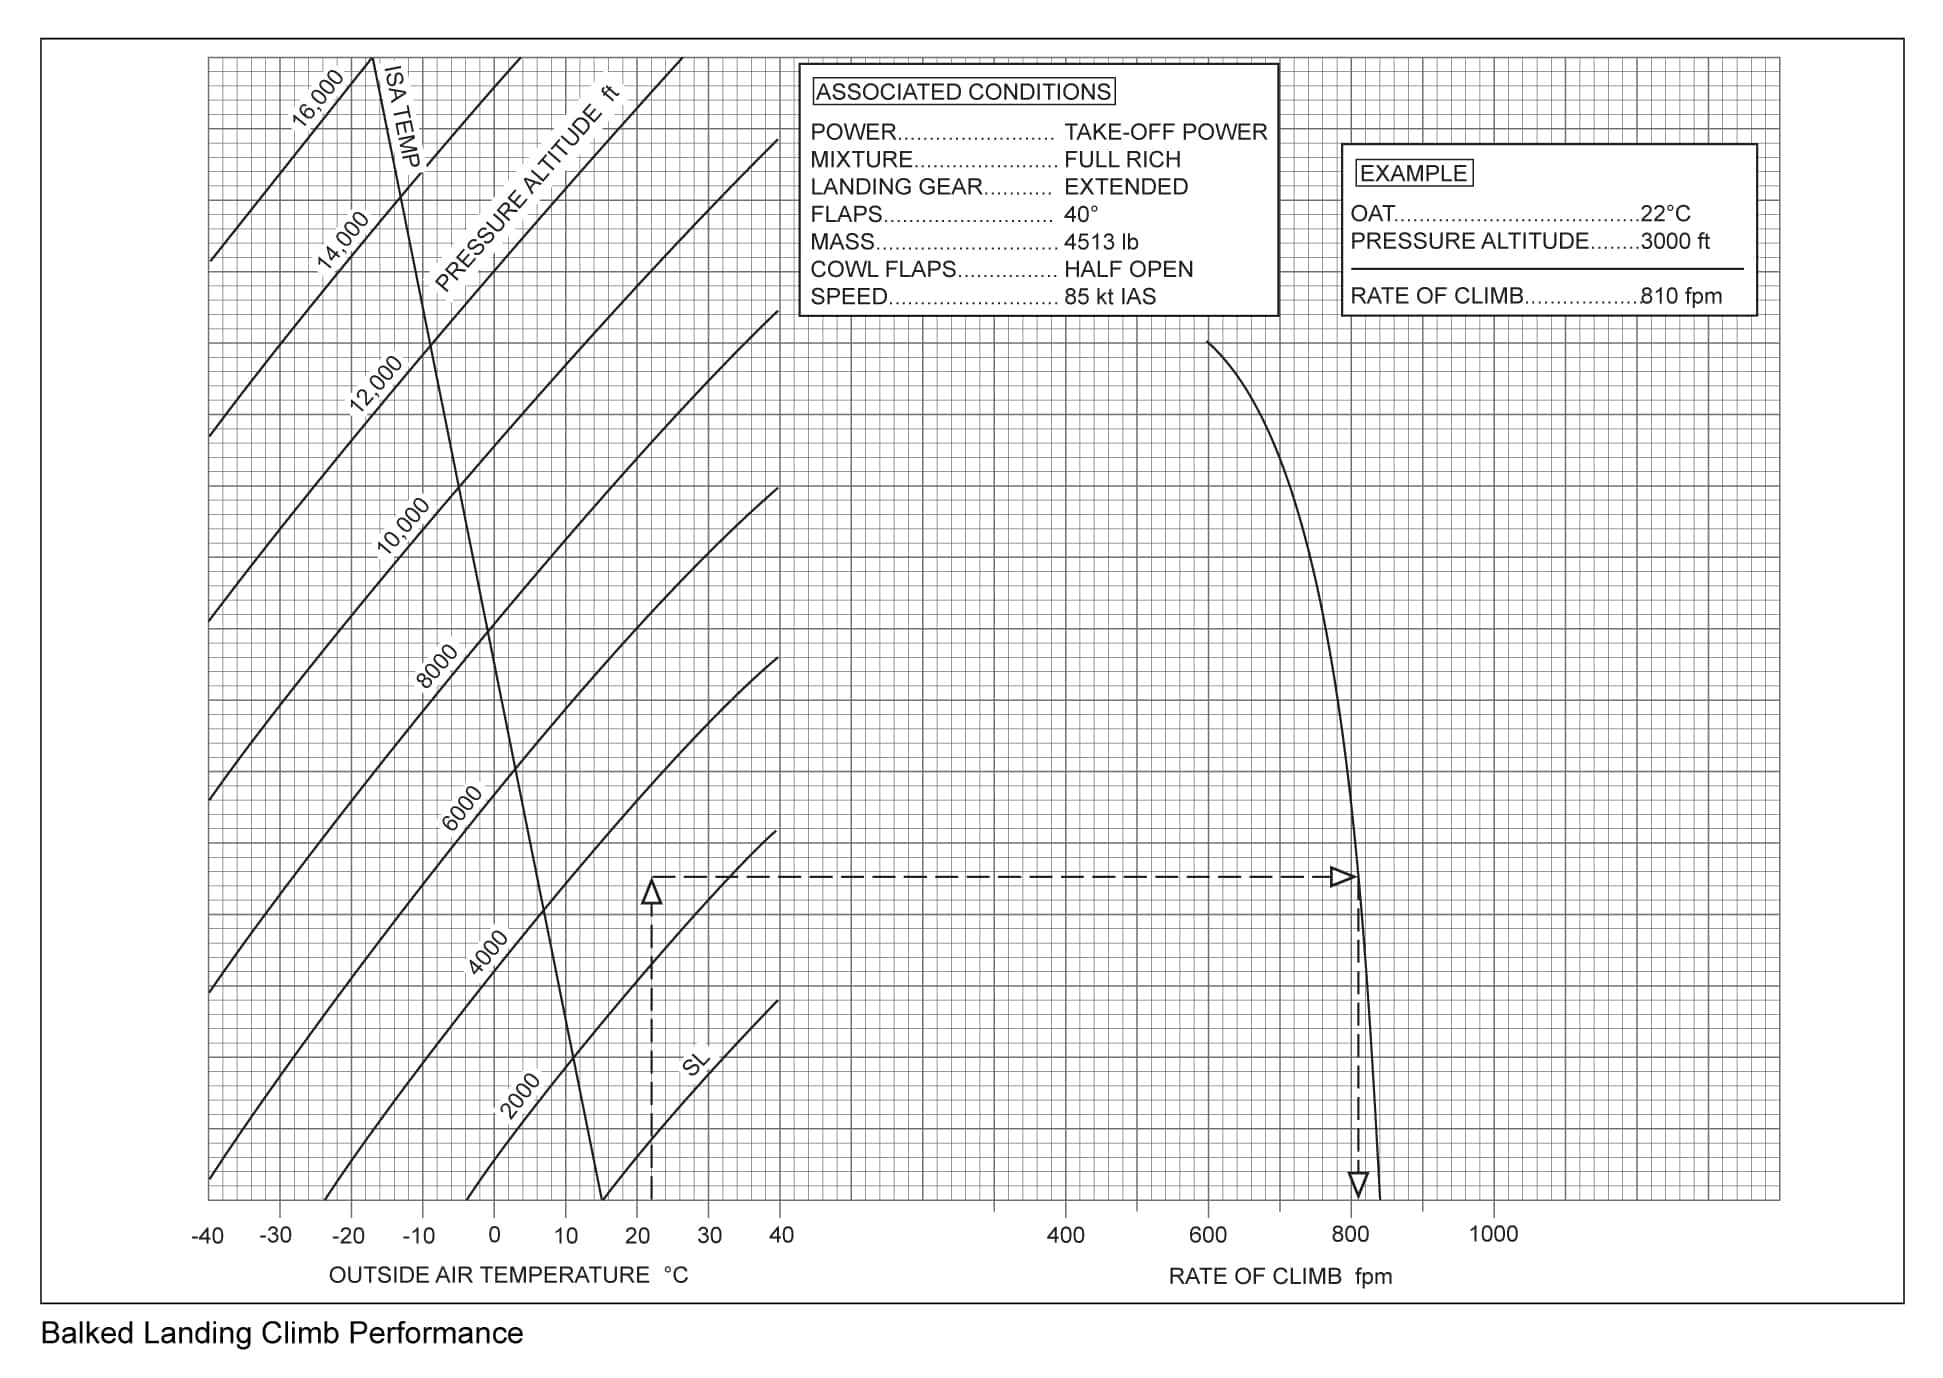 16,000
ISA TEMP
PRESSURE ALTITUDE ft
14,000
12,000
10,000
8000
6000
4000
2000
SL
ASSOCIATED CONDITIONS
POWER......................... TAKE-OFF POWER
MIXTURE....................... FULL RICH
LANDING GEAR........... EXTENDED
FLAPS........................... 40°
MASS............................. 4513 lb
COWL FLAPS................ HALF OPEN
SPEED........................... 85 kt IAS
EXAMPLE
OAT.......................................22°C
PRESSURE ALTITUDE........3000 ft
RATE OF CLIMB...................810 fpm
-40 -30 -20 -10 0 10 20 30 40 400 600 800 1000
OUTSIDE AIR TEMPERATURE °C
RATE OF CLIMB fpm
Balked Landing Climb Performance